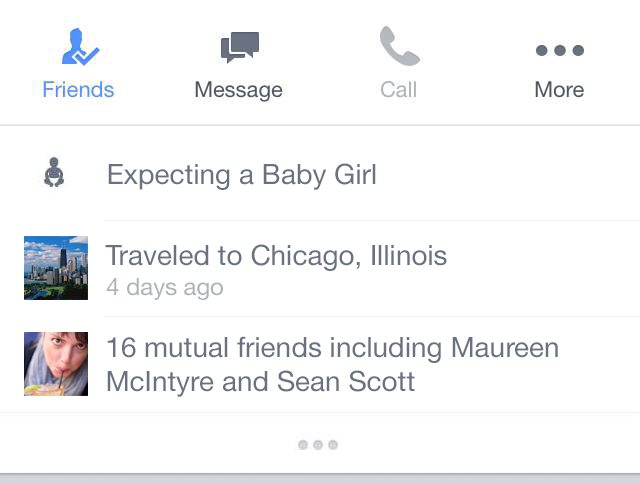 Friends
Message
Call
More
Expecting a Baby Girl
Traveled to Chicago, Illinois
4 days ago
16 mutual friends including Maureen
McIntyre and Sean Scott